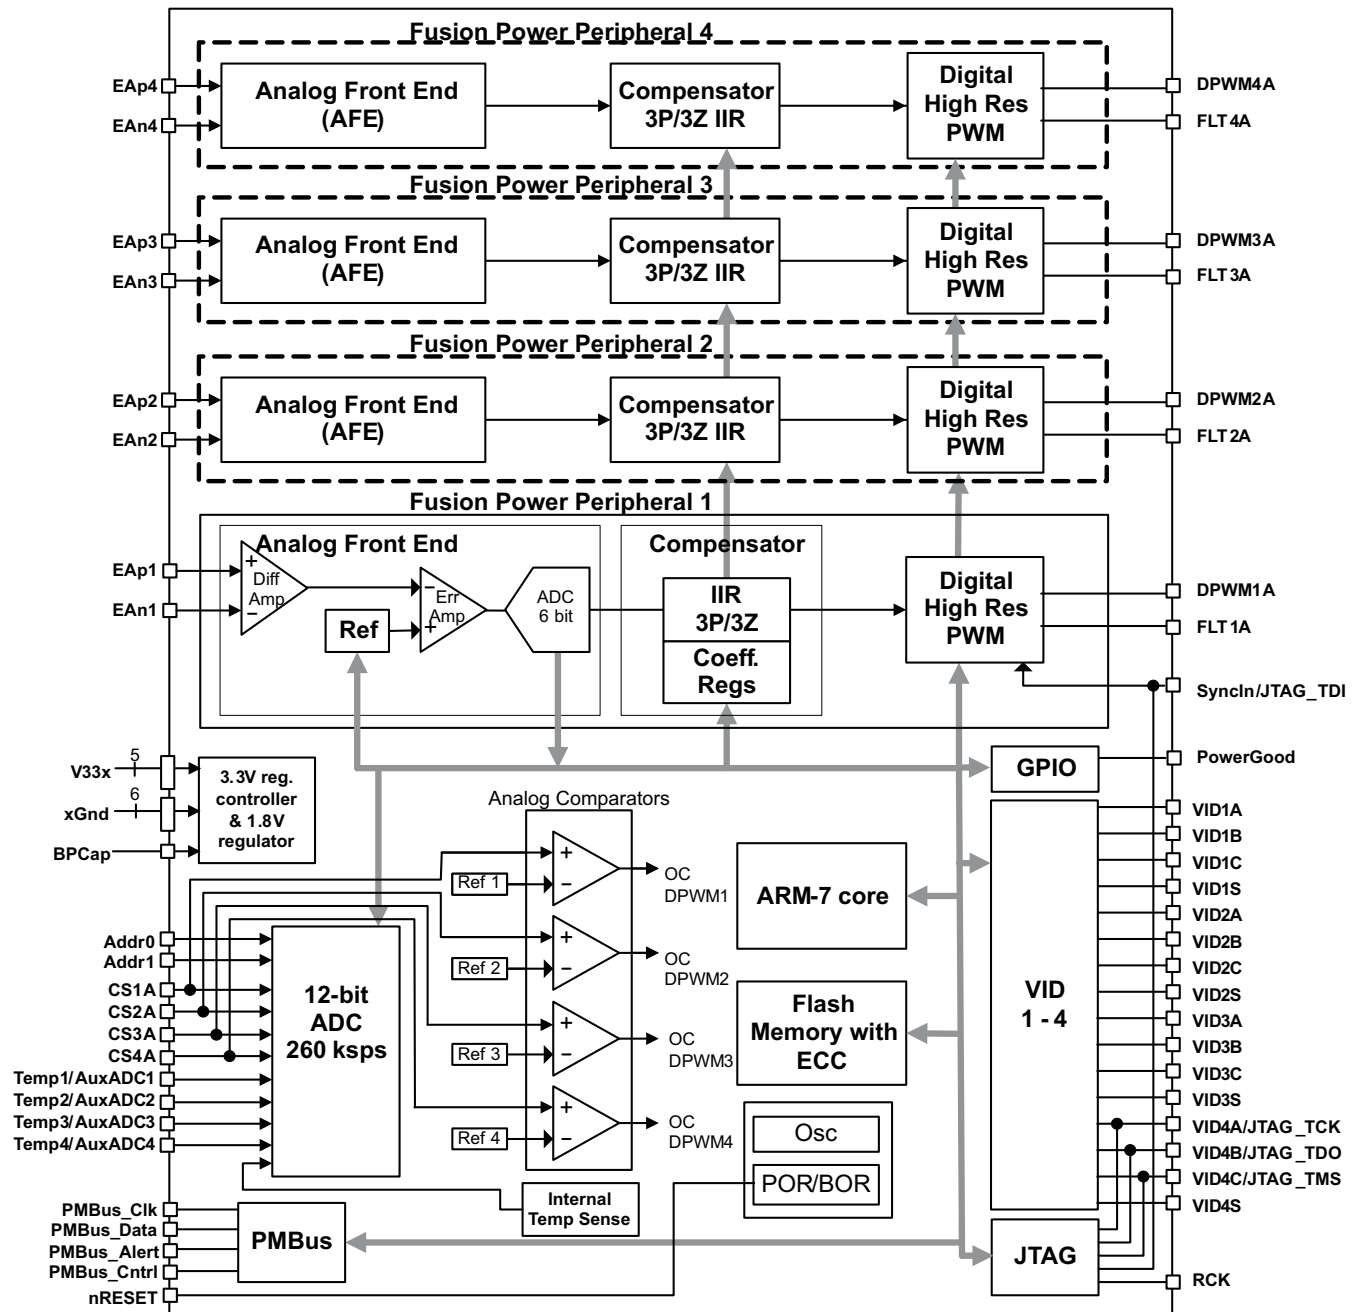 Fusion Power Peripheral 4
EAp4
EAn4
Analog Front End
(AFE)
Compensator
3P/3Z IIR
Digital
High Res
PWM
DPWM4A
FLT4A
Fusion Power Peripheral 3
EAp3
EAn3
Analog Front End
(AFE)
Compensator
3P/3Z IIR
Digital
High Res
PWM
DPWM3A
FLT3A
Fusion Power Peripheral 2
EAp2
EAn2
Analog Front End
(AFE)
Compensator
3P/3Z IIR
Digital
High Res
PWM
DPWM2A
FLT2A
Fusion Power Peripheral 1
Analog Front End
EAp1
EAn1
+
Diff
Amp
−
Ref
−
Err
Amp
+
ADC
6 bit
Compensator
IIR
3P/3Z
Coeff.
Regs
Digital
High Res
PWM
DPWM1A
FLT1A
SyncIn/JTAG_TDI
V33x
5
xGnd
6
BPCap
3.3V reg.
controller
& 1.8V
regulator
GPIO
PowerGood
Analog Comparators
Ref 1
+
−
OC
DPWM1
Ref 2
+
−
OC
DPWM2
Ref 3
+
−
OC
DPWM3
Ref 4
+
−
OC
DPWM4
Addr0
Addr1
CS1A
CS2A
CS3A
CS4A
Temp1/AuxADC1
Temp2/AuxADC2
Temp3/AuxADC3
Temp4/AuxADC4
12-bit
ADC
260 ksps
Internal
Temp Sense
ARM-7 core
Flash
Memory with
ECC
Osc
POR/BOR
VID
1 - 4
VID1A
VID1B
VID1C
VID1S
VID2A
VID2B
VID2C
VID2S
VID3A
VID3B
VID3C
VID3S
VID4A/JTAG_TCK
VID4B/JTAG_TDO
VID4C/JTAG_TMS
VID4S
PMBus_Clk
PMBus_Data
PMBus_Alert
PMBus_Cntrl
nRESET
PMBus
JTAG
RCK